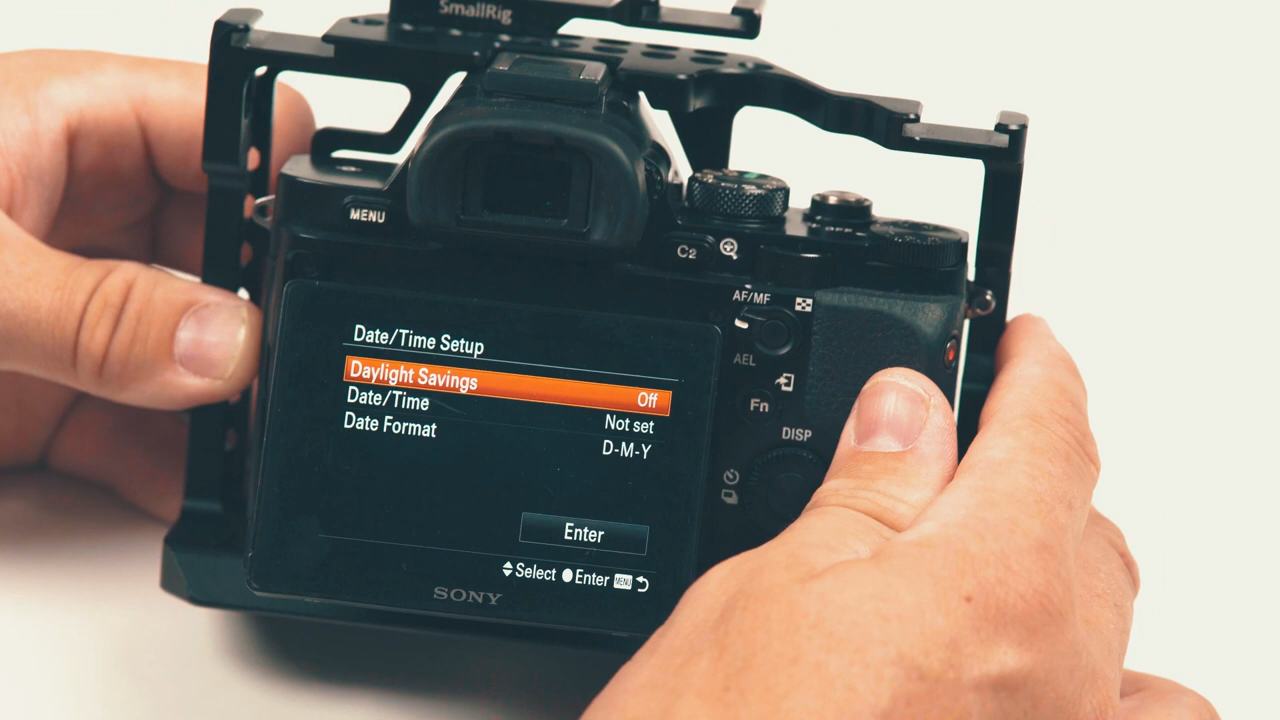 SmallRig
MENU
C2
AF/MF
AEL
Fn
DISP
Date/Time Setup
Daylight Savings Off
Date/Time Not set
Date Format D-M-Y
Enter
Select Enter MENU
SONY